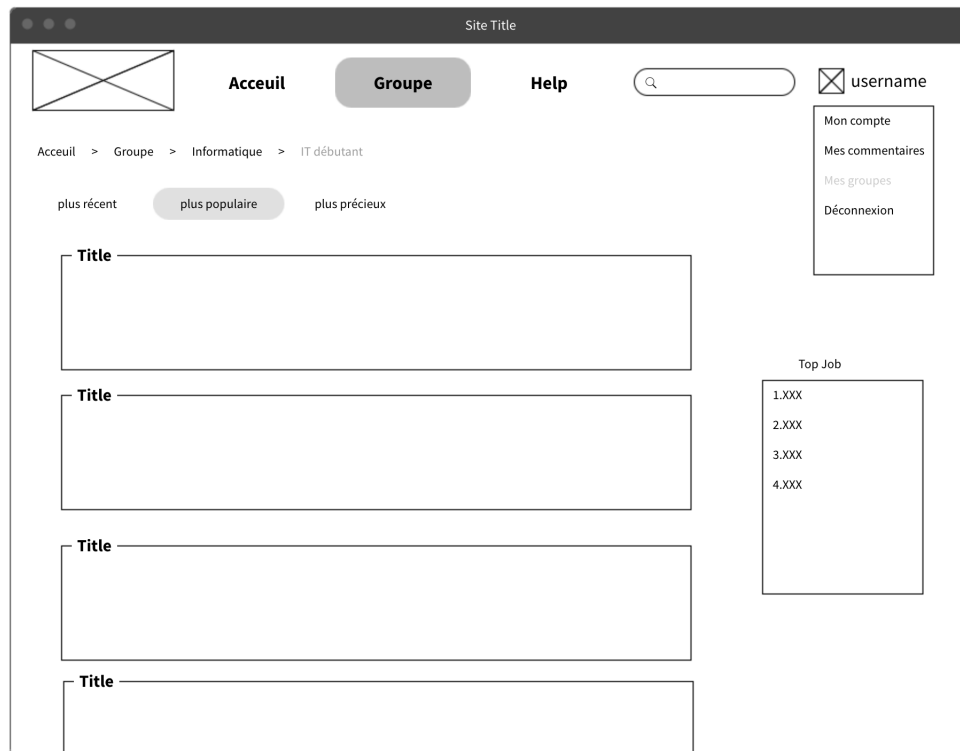 Site Title
Acceuil Groupe Help username
Mon compte
Mes commentaires
Mes groupes
Déconnexion
Acceuil > Groupe > Informatique > IT débutant
plus récent plus populaire plus précieux
Title
Title
Title
Title
Top Job
1.XXX
2.XXX
3.XXX
4.XXX